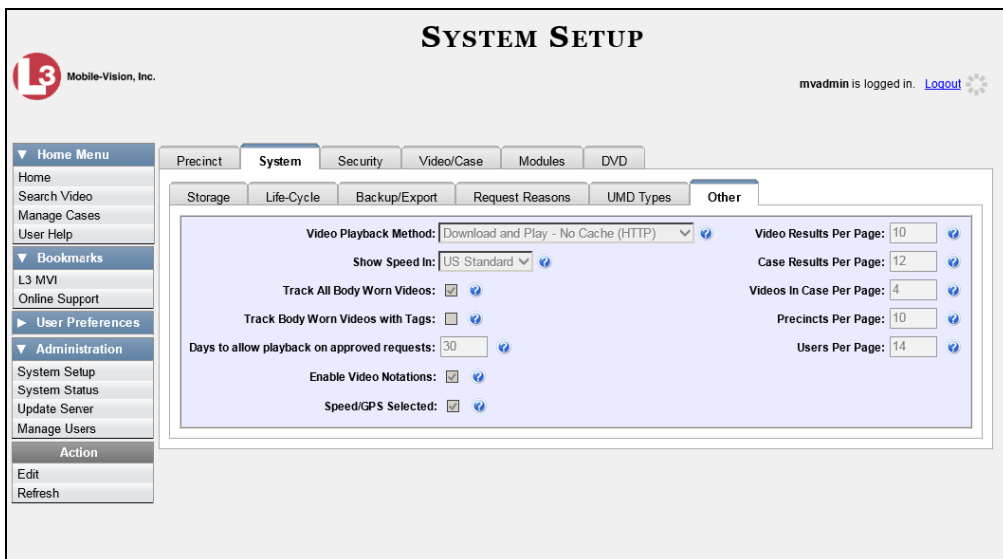 SYSTEM SETUP
L3 Mobile-Vision, Inc.
mvadmin is logged in. Logout
Home Menu
Home
Search Video
Manage Cases
User Help
Bookmarks
L3 MVI
Online Support
User Preferences
Administration
System Setup
System Status
Update Server
Manage Users
Action
Edit
Refresh
Precinct System Security Video/Case Modules DVD
Storage Life-Cycle Backup/Export Request Reasons UMD Types Other
Video Playback Method: Download and Play - No Cache (HTTP) ?
Show Speed In: US Standard ?
Track All Body Worn Videos: ?
Track Body Worn Videos with Tags: ?
Days to allow playback on approved requests: 30 ?
Enable Video Notations: ?
Speed/GPS Selected: ?
Video Results Per Page: 10 ?
Case Results Per Page: 12 ?
Videos In Case Per Page: 4 ?
Precincts Per Page: 10 ?
Users Per Page: 14 ?